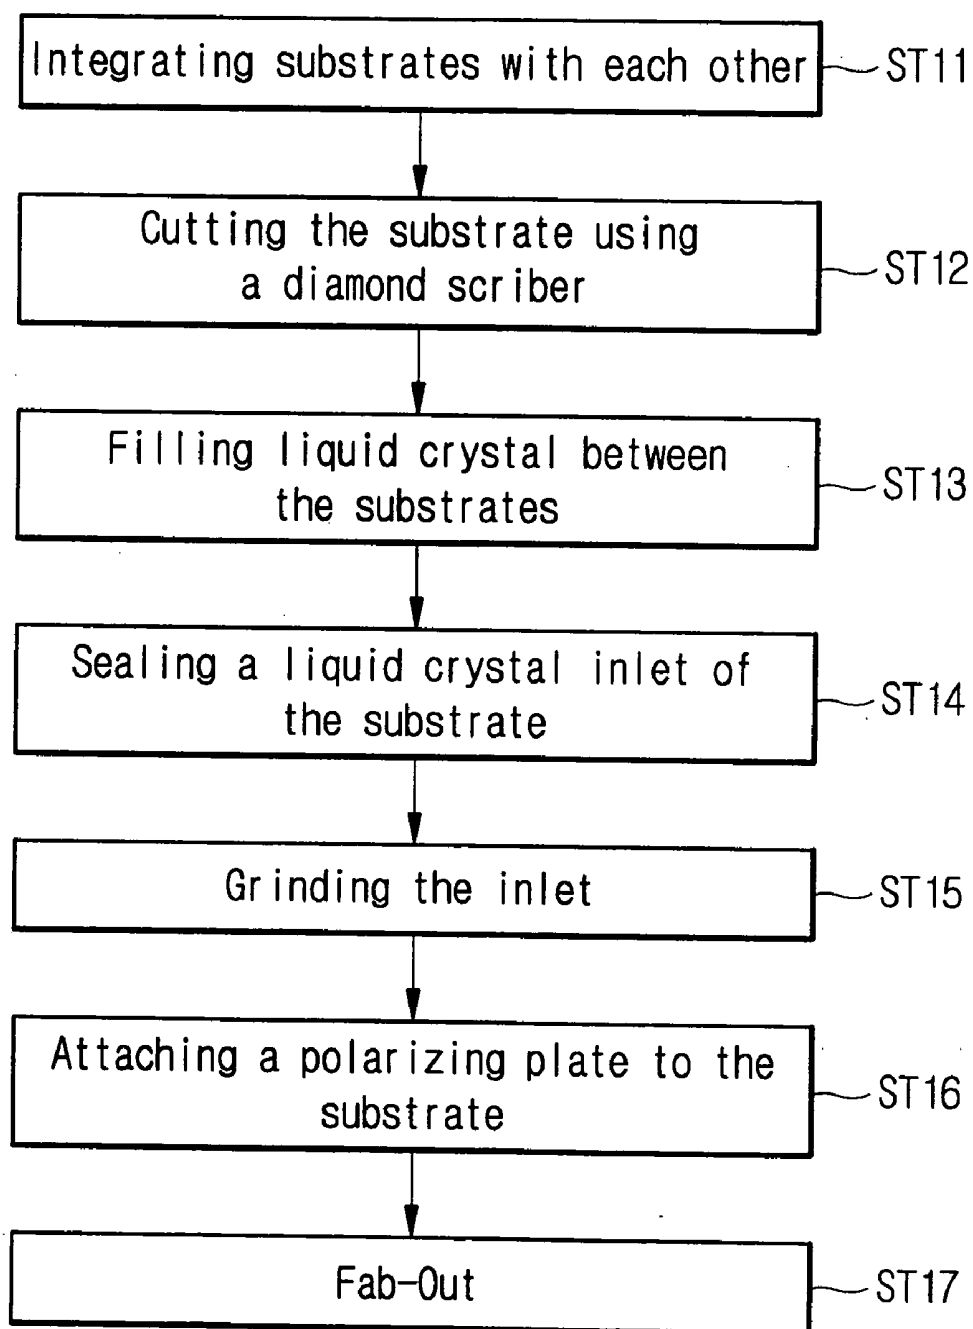 Integrating substrates with each other ST11
Cutting the substrate using
a diamond scriber
ST12
Filling liquid crystal between
the substrates
ST13
Sealing a liquid crystal inlet of
the substrate
ST14
Grinding the inlet ST15
Attaching a polarizing plate to the
substrate
ST16
Fab-Out ST17